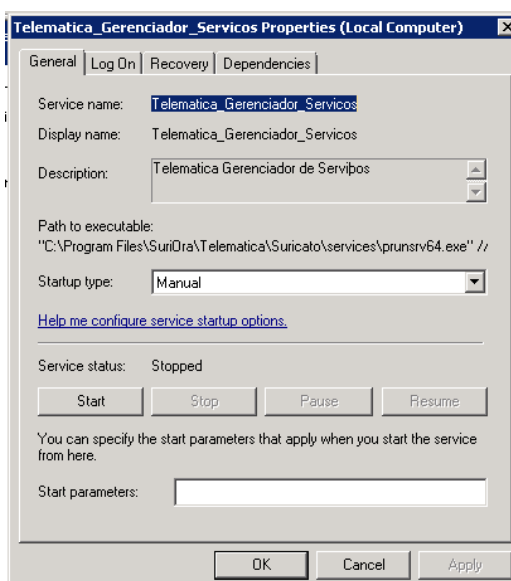 Telematica_Gerenciador_Servicos Properties (Local Computer)
General Log On Recovery Dependencies
Service name: Telematica_Gerenciador_Servicos
Display name: Telematica_Gerenciador_Servicos
Description: Telematica Gerenciador de Serviþos
Path to executable:
"C:\Program Files\SuriOra\Telematica\Suricato\services\prunsrv64.exe" //
Startup type: Manual
Help me configure service startup options.
Service status: Stopped
Start Stop Pause Resume
You can specify the start parameters that apply when you start the service
from here.
Start parameters:
OK Cancel Apply